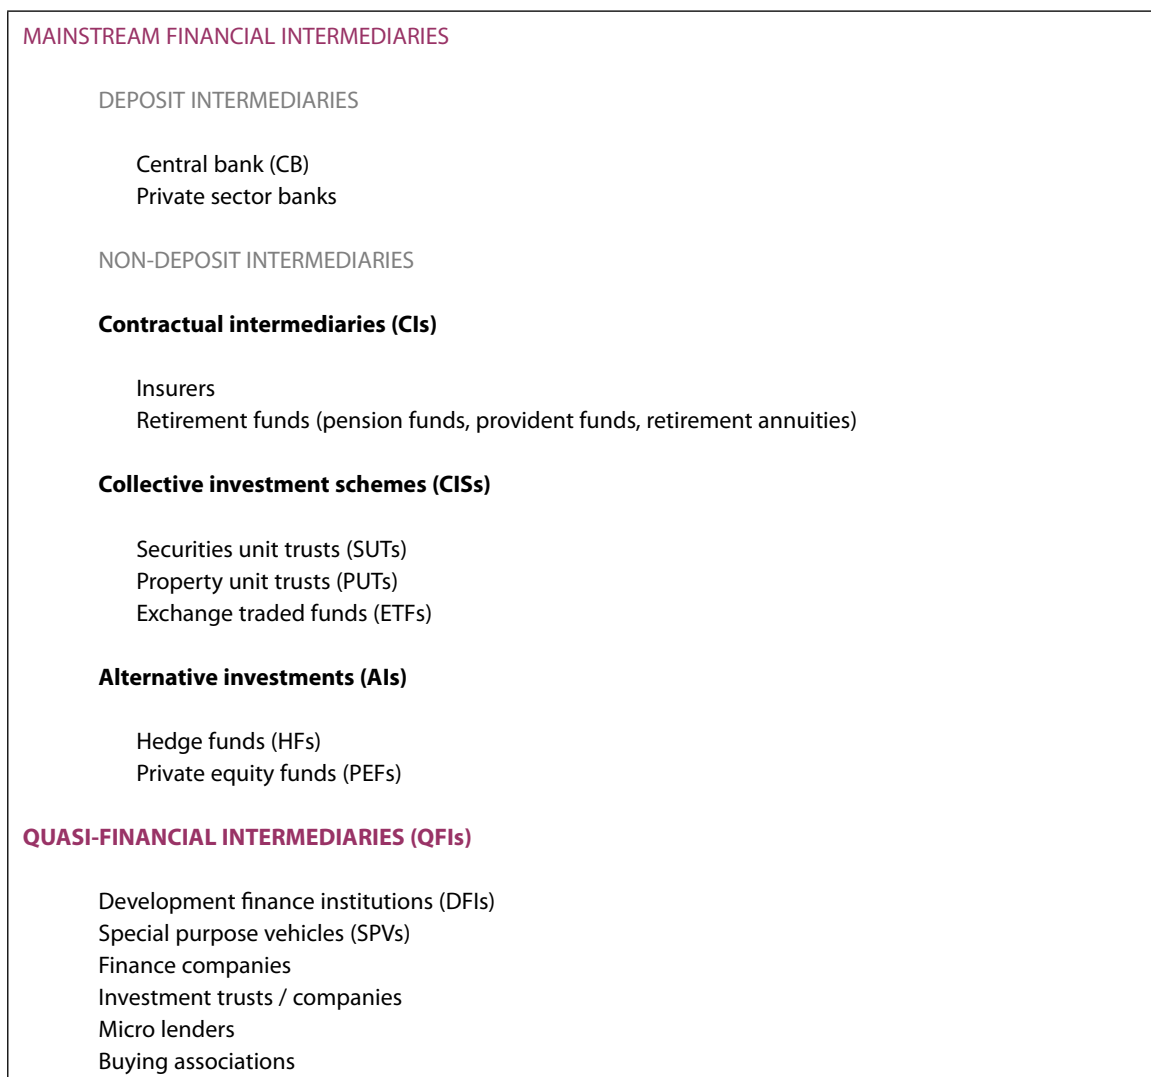 MAINSTREAM FINANCIAL INTERMEDIARIES
DEPOSIT INTERMEDIARIES
Central bank (CB)
Private sector banks
NON-DEPOSIT INTERMEDIARIES
Contractual intermediaries (CIs)
Insurers
Retirement funds (pension funds, provident funds, retirement annuities)
Collective investment schemes (CISs)
Securities unit trusts (SUTs)
Property unit trusts (PUTs)
Exchange traded funds (ETFs)
Alternative investments (AIs)
Hedge funds (HFs)
Private equity funds (PEFs)
QUASI-FINANCIAL INTERMEDIARIES (QFIs)
Development finance institutions (DFIs)
Special purpose vehicles (SPVs)
Finance companies
Investment trusts / companies
Micro lenders
Buying associations